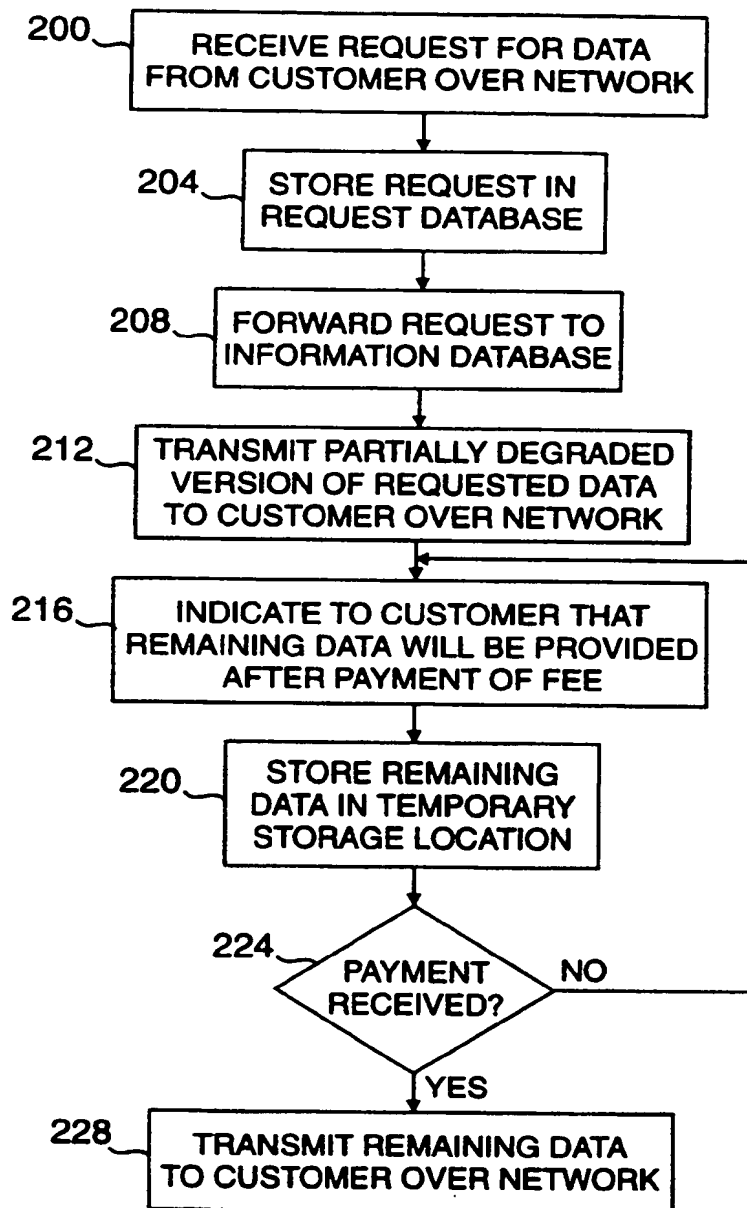 200
RECEIVE REQUEST FOR DATA
FROM CUSTOMER OVER NETWORK
204
STORE REQUEST IN
REQUEST DATABASE
208
FORWARD REQUEST TO
INFORMATION DATABASE
212
TRANSMIT PARTIALLY DEGRADED
VERSION OF REQUESTED DATA
TO CUSTOMER OVER NETWORK
216
INDICATE TO CUSTOMER THAT
REMAINING DATA WILL BE PROVIDED
AFTER PAYMENT OF FEE
220
STORE REMAINING
DATA IN TEMPORARY
STORAGE LOCATION
224
PAYMENT
RECEIVED?
NO
YES
228
TRANSMIT REMAINING DATA
TO CUSTOMER OVER NETWORK